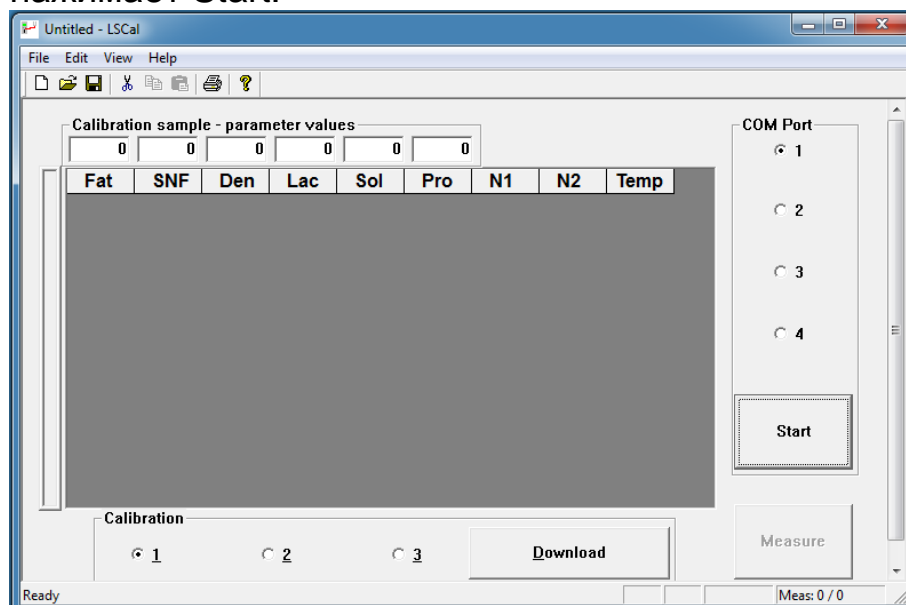 нажимает Start.
Untitled - LSCal
File Edit View Help
Calibration sample - parameter values
0 0 0 0 0 0
Fat SNF Den Lac Sol Pro N1 N2 Temp
COM Port
1
2
3
4
Start
Calibration
1 2 3 Download
Measure
Ready Meas: 0 / 0